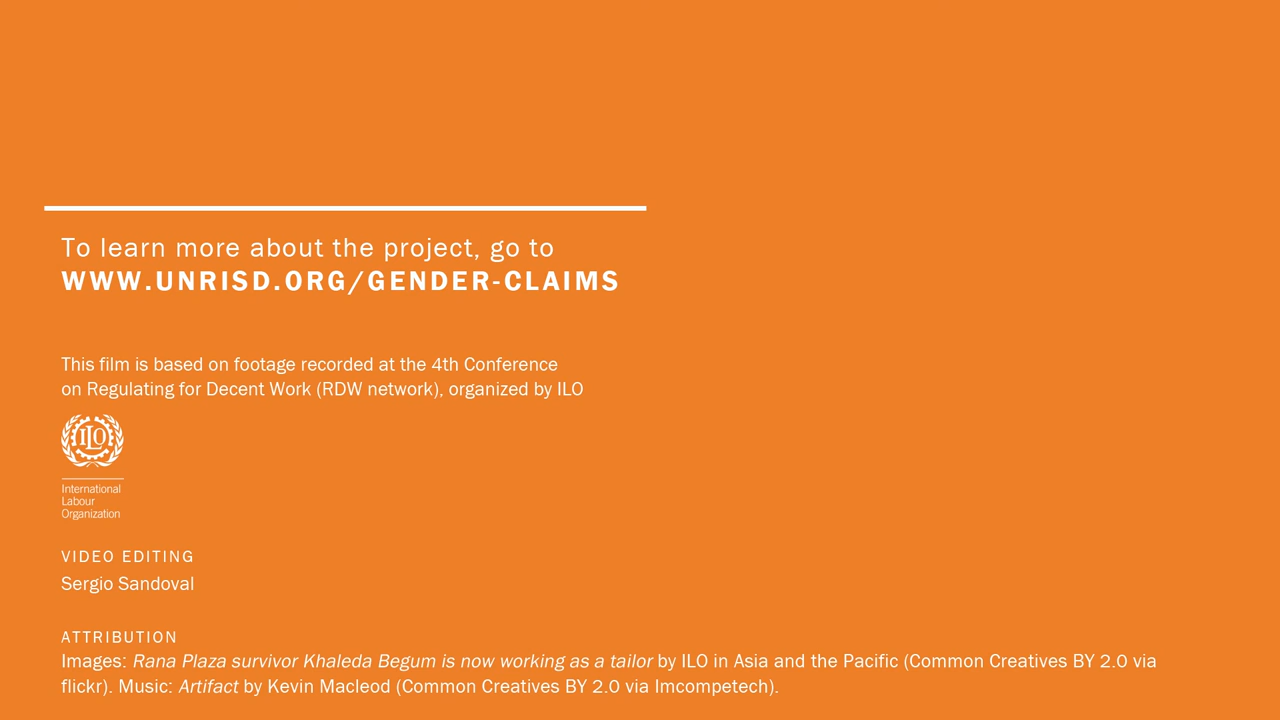 To learn more about the project, go to
WWW.UNRISD.ORG/GENDER-CLAIMS
This film is based on footage recorded at the 4th Conference
on Regulating for Decent Work (RDW network), organized by ILO
ILO
International
Labour
Organization
VIDEO EDITING
Sergio Sandoval
ATTRIBUTION
Images: Rana Plaza survivor Khaleda Begum is now working as a tailor by ILO in Asia and the Pacific (Common Creatives BY 2.0 via
flickr). Music: Artifact by Kevin Macleod (Common Creatives BY 2.0 via Imcompetech).